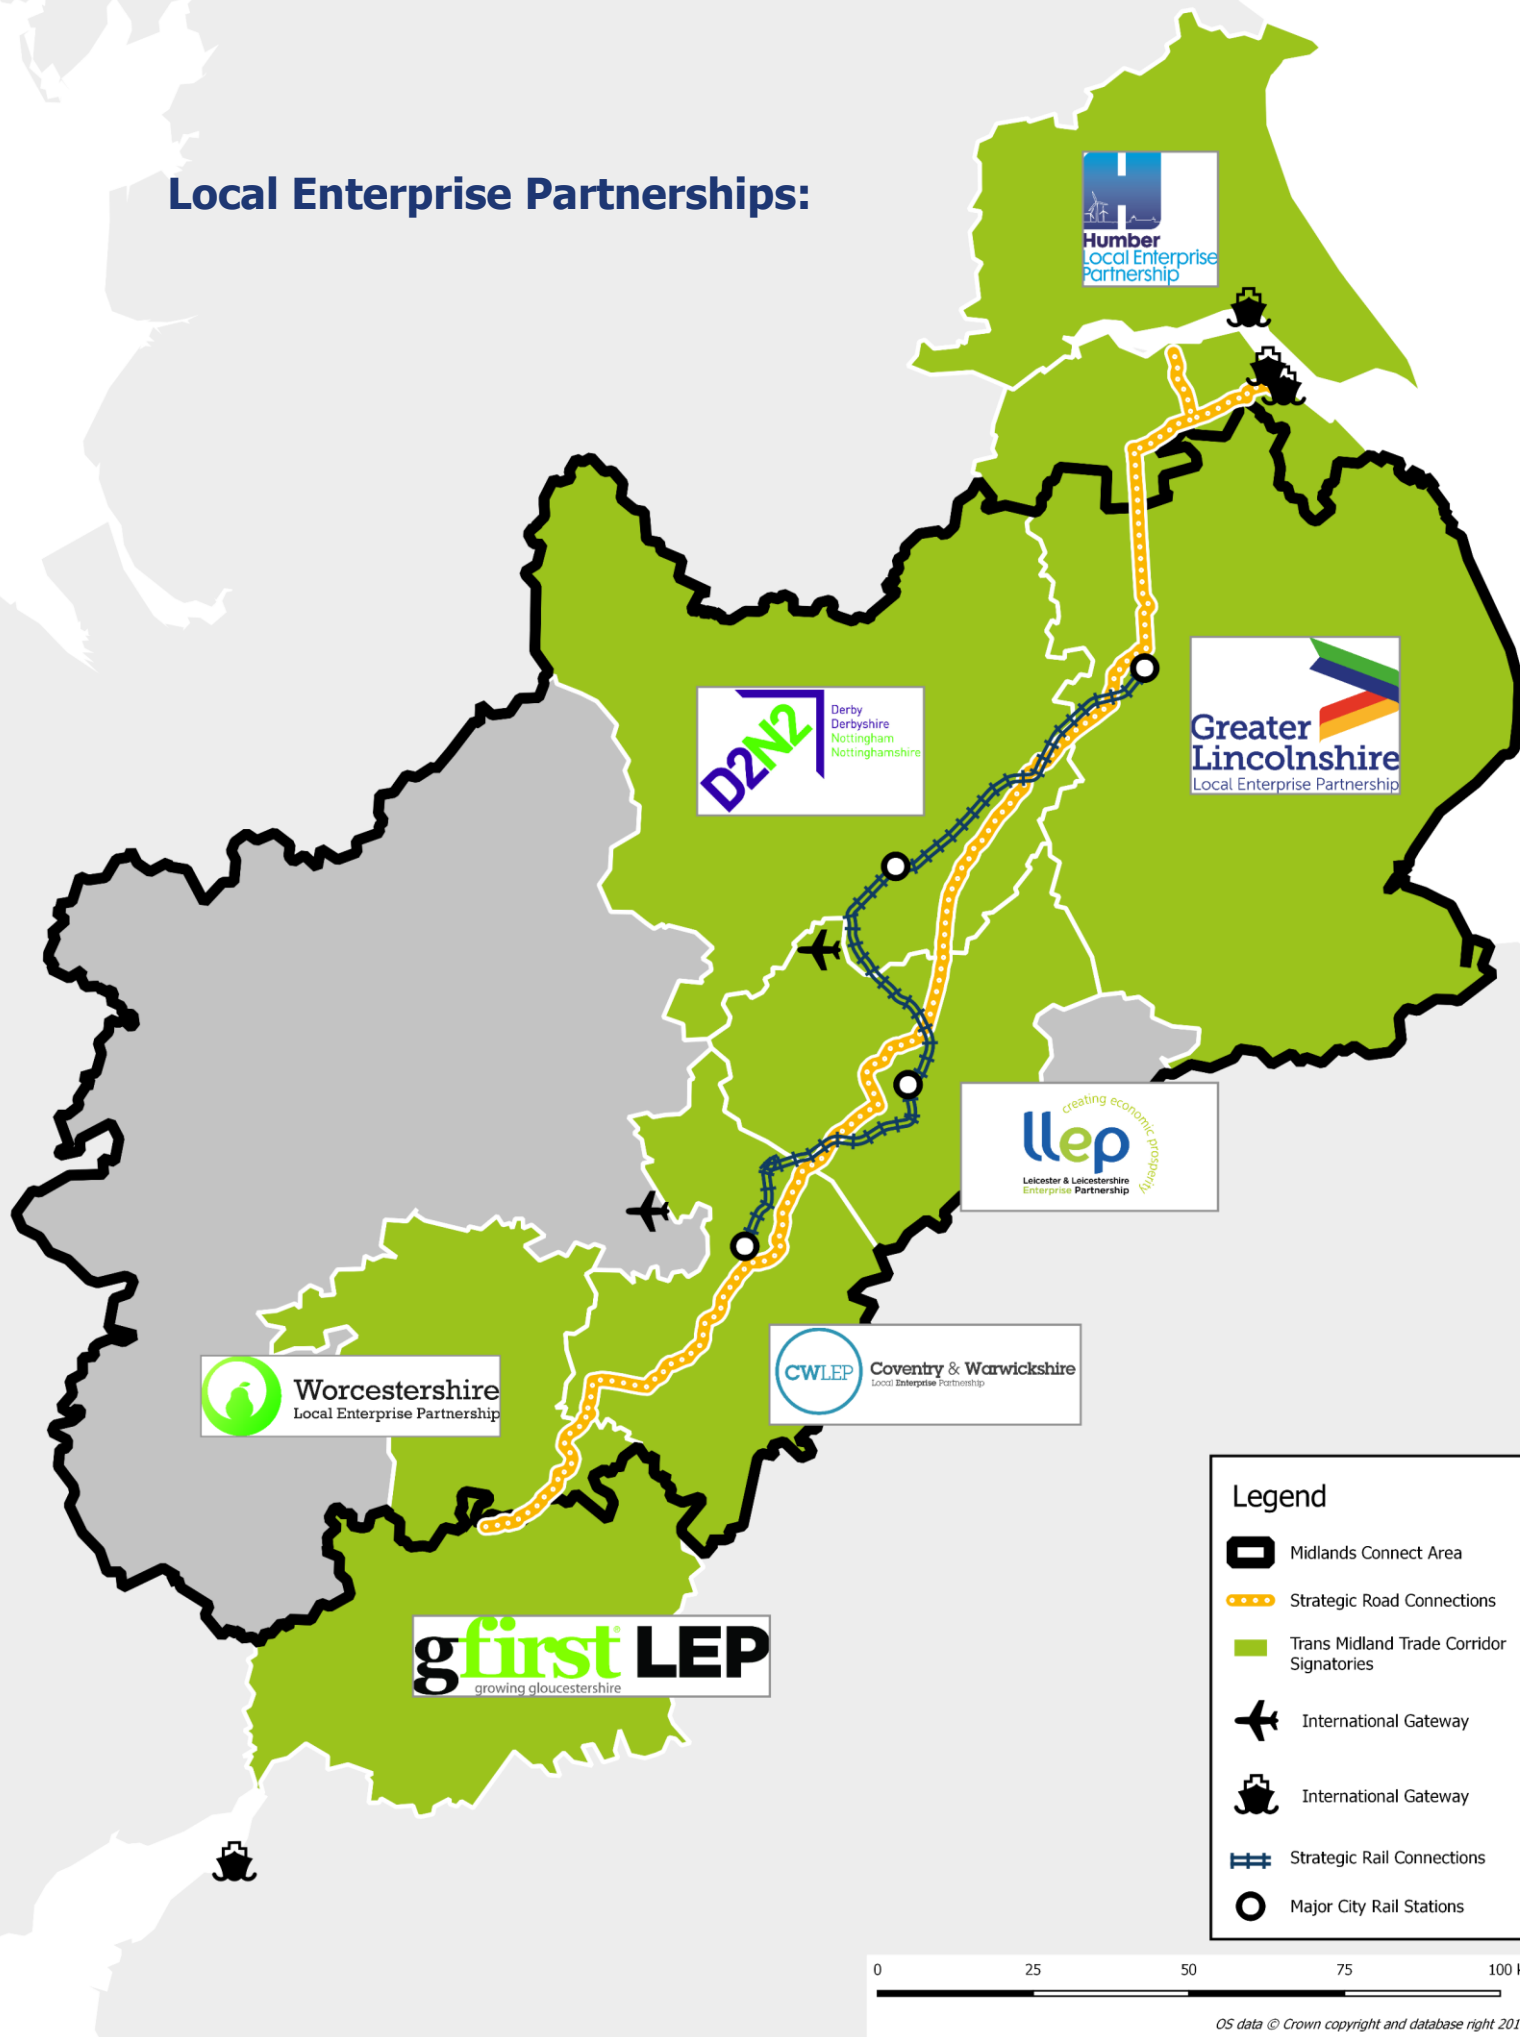 Local Enterprise Partnerships:
Humber
Local Enterprise
Partnership
D2N2
Derby
Derbyshire
Nottingham
Nottinghamshire
Greater
Lincolnshire
Local Enterprise Partnership
creating economic prosperity
llep
Leicester & Leicestershire
Enterprise Partnership
CWLEP
Coventry & Warwickshire
Local Enterprise Partnership
Worcestershire
Local Enterprise Partnership
gfirst LEP
growing gloucestershire
Legend
Midlands Connect Area
Strategic Road Connections
Trans Midland Trade Corridor
Signatories
International Gateway
International Gateway
Strategic Rail Connections
Major City Rail Stations
0 25 50 75 100
OS data © Crown copyright and database right